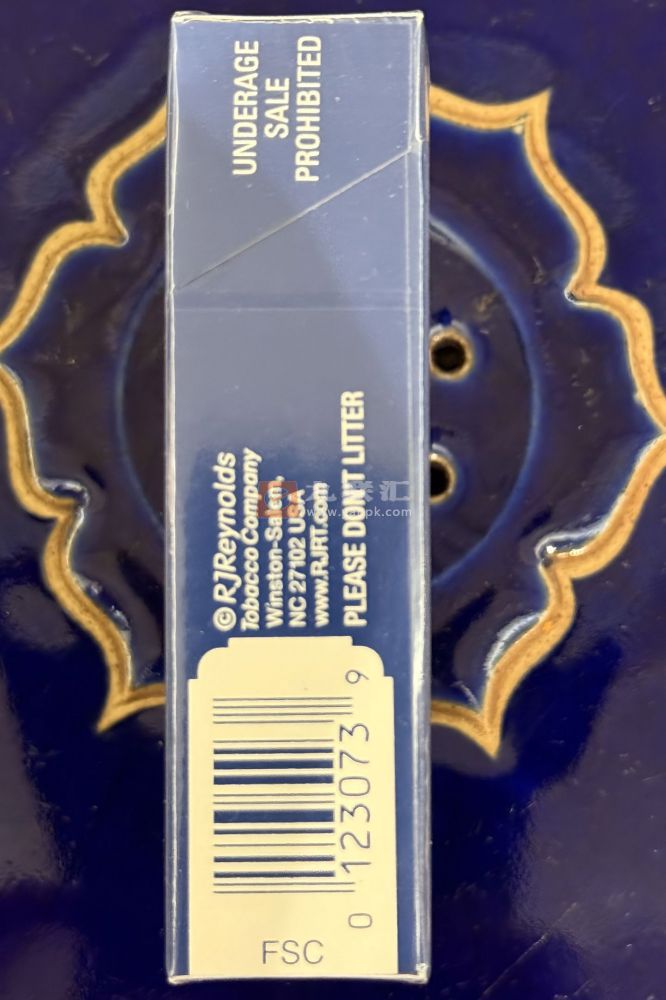 UNDERAGE
SALE
PROHIBITED
© RJReynolds
Tobacco Company
Winston-Salem,
NC 27102 USA
www.RJRT.com
PLEASE DON'T LITTER
0 123073 9
FSC